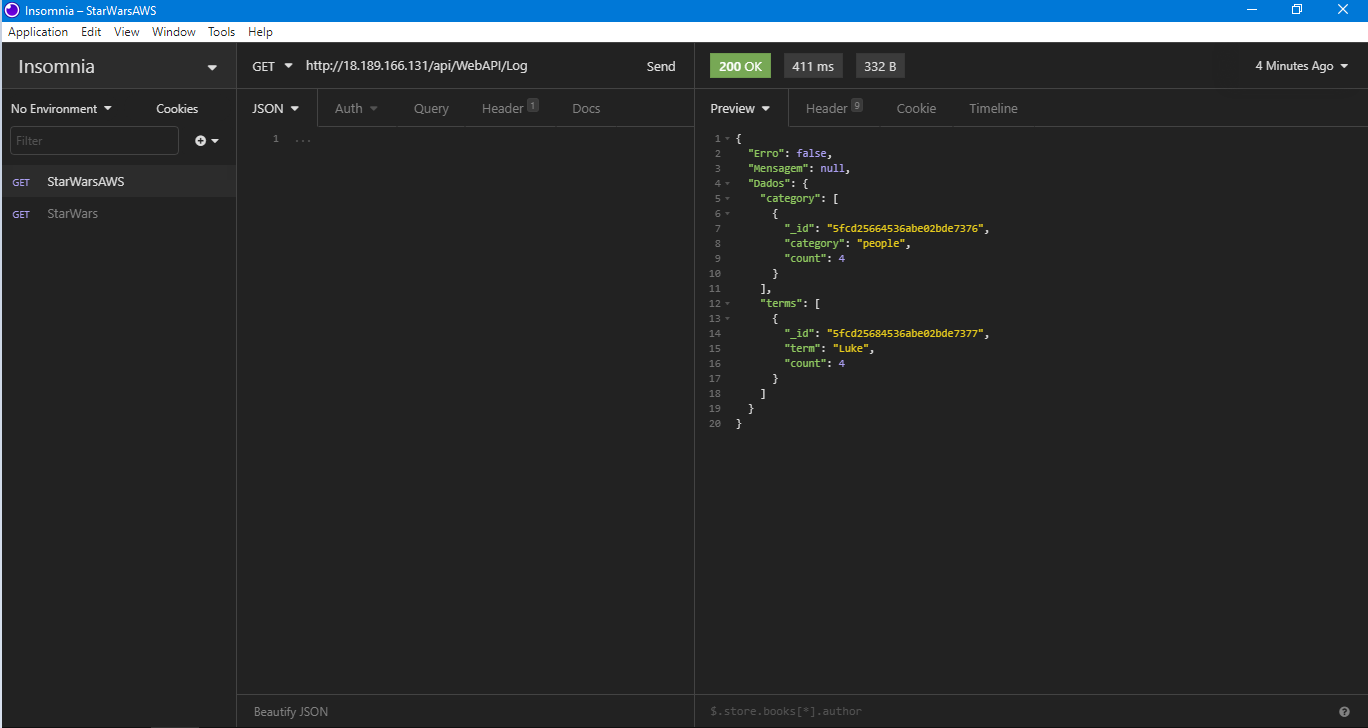 Insomnia – StarWarsAWS
Application Edit View Window Tools Help
Insomnia
GET http://18.189.166.131/api/WebAPI/Log Send
200 OK 411 ms 332 B 4 Minutes Ago
No Environment Cookies
JSON Auth Query Header 1 Docs
Preview Header 9 Cookie Timeline
Filter
GET StarWarsAWS
GET StarWars
1 ...
1 {
2 "Erro": false,
3 "Mensagem": null,
4 "Dados": {
5 "category": [
6 {
7 "_id": "5fcd25664536abe02bde7376",
8 "category": "people",
9 "count": 4
10 }
11 ],
12 "terms": [
13 {
14 "_id": "5fcd25684536abe02bde7377",
15 "term": "Luke",
16 "count": 4
17 }
18 ]
19 }
20 }
Beautify JSON
$.store.books[*].author